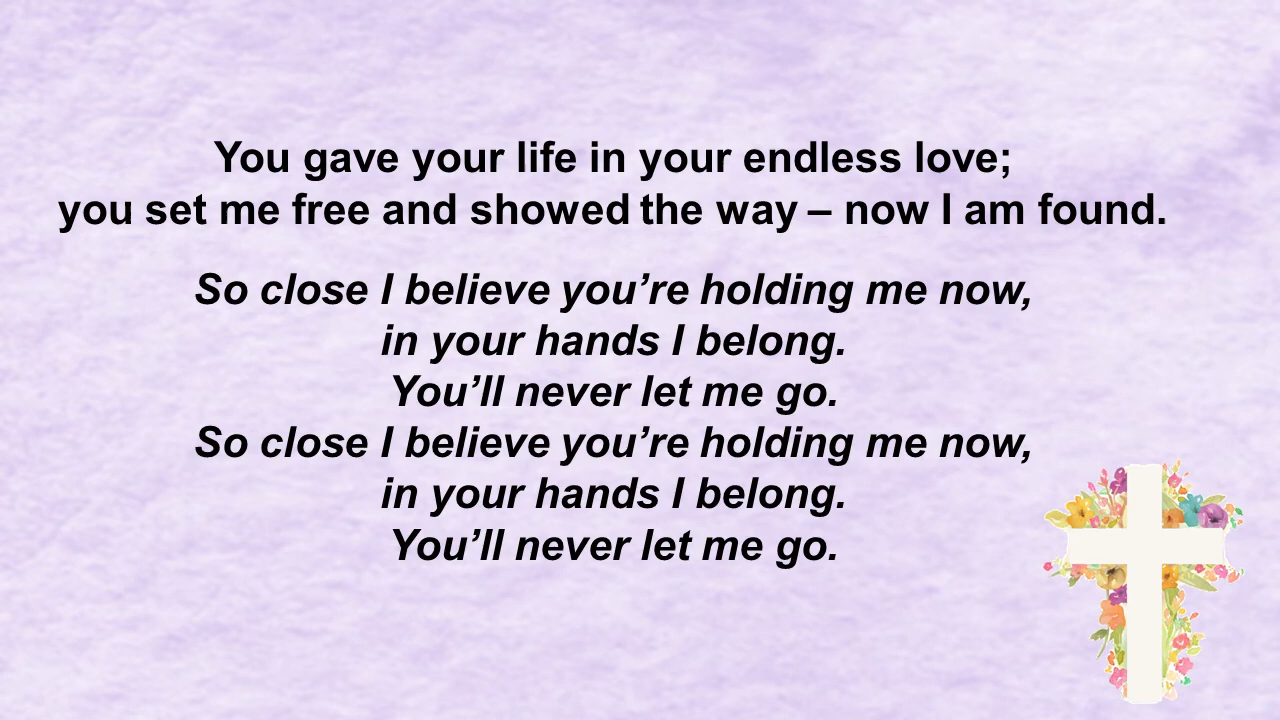 You gave your life in your endless love;
you set me free and showed the way – now I am found.
So close I believe you’re holding me now,
in your hands I belong.
You’ll never let me go.
So close I believe you’re holding me now,
in your hands I belong.
You’ll never let me go.